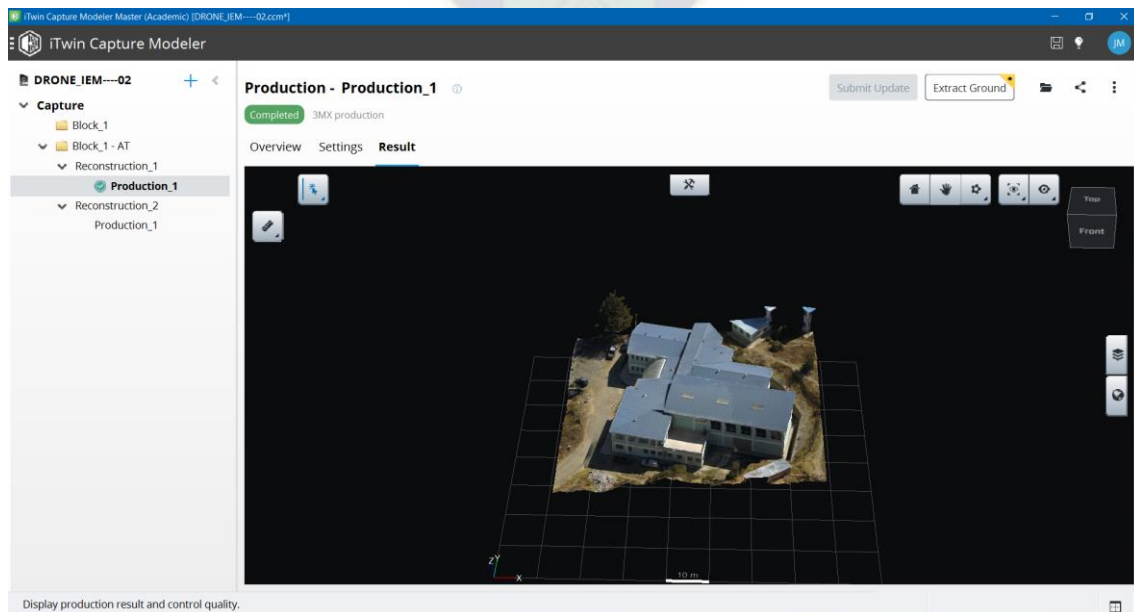 iTwin Capture Modeler Master (Academic) [DRONE_IEM----02.ccm*]
iTwin Capture Modeler
JM
DRONE_IEM----02
Capture
Block_1
Block_1 - AT
Reconstruction_1
Production_1
Reconstruction_2
Production_1
Production - Production_1
Submit Update
Extract Ground
Completed
3MX production
Overview Settings Result
Top
Front
Z Y
X
10 m
Display production result and control quality.